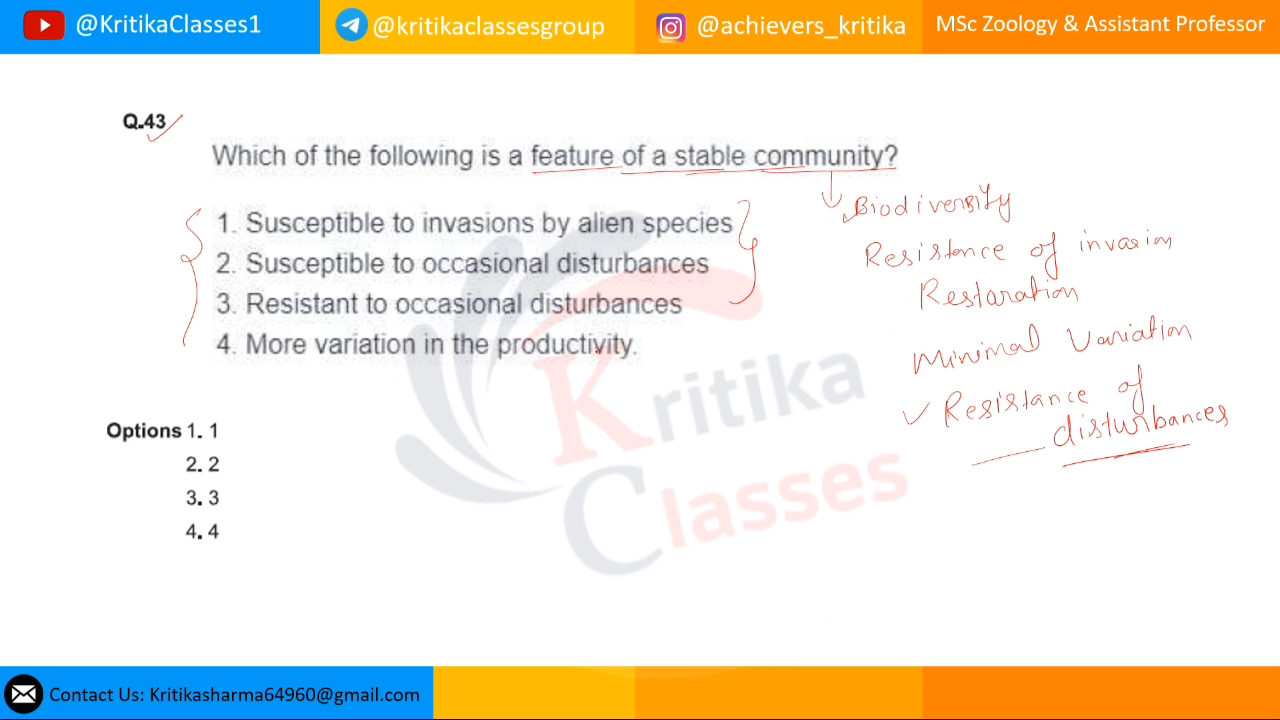 @KritikaClasses1
@kritikaclassesgroup
@achievers_kritika
MSc Zoology & Assistant Professor
Q.43
Which of the following is a feature of a stable community?
1. Susceptible to invasions by alien species
2. Susceptible to occasional disturbances
3. Resistant to occasional disturbances
4. More variation in the productivity.
Biodiversity
Resistance of invasion
Restoration
Minimal Variation
Resistance of
disturbances
Options 1. 1
2. 2
3. 3
4. 4
Kritika
Classes
Contact Us: Kritikasharma64960@gmail.com